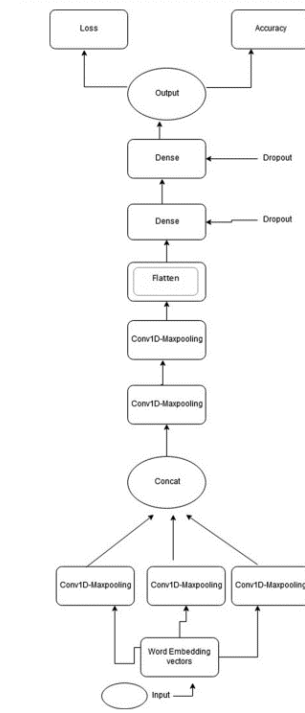 Loss
Accuracy
Output
Dense
Dropout
Dense
Dropout
Flatten
Conv1D-Maxpooling
Conv1D-Maxpooling
Concat
Conv1D-Maxpooling
Conv1D-Maxpooling
Conv1D-Maxpooling
Word Embedding
vectors
Input